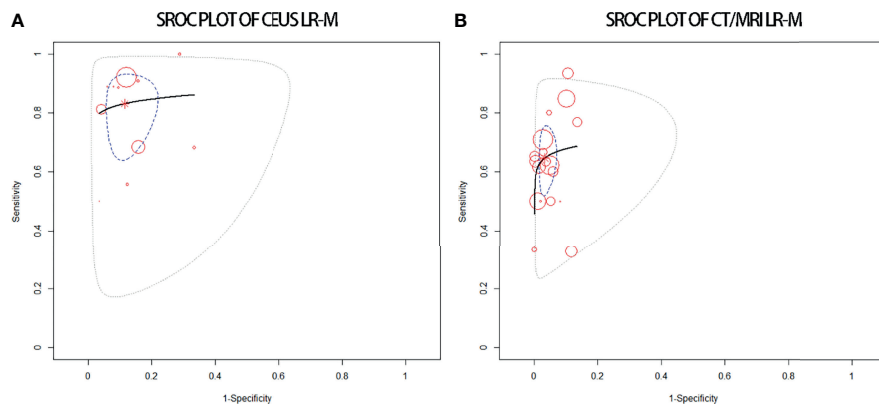 A
SROC PLOT OF CEUS LR-M
1
0.8
0.6
0.4
0.2
0
Sensitivity
0 0.2 0.4 0.6 0.8 1
1-Specificity
B
SROC PLOT OF CT/MRI LR-M
1
0.8
0.6
0.4
0.2
0
Sensitivity
0 0.2 0.4 0.6 0.8 1
1-Specificity